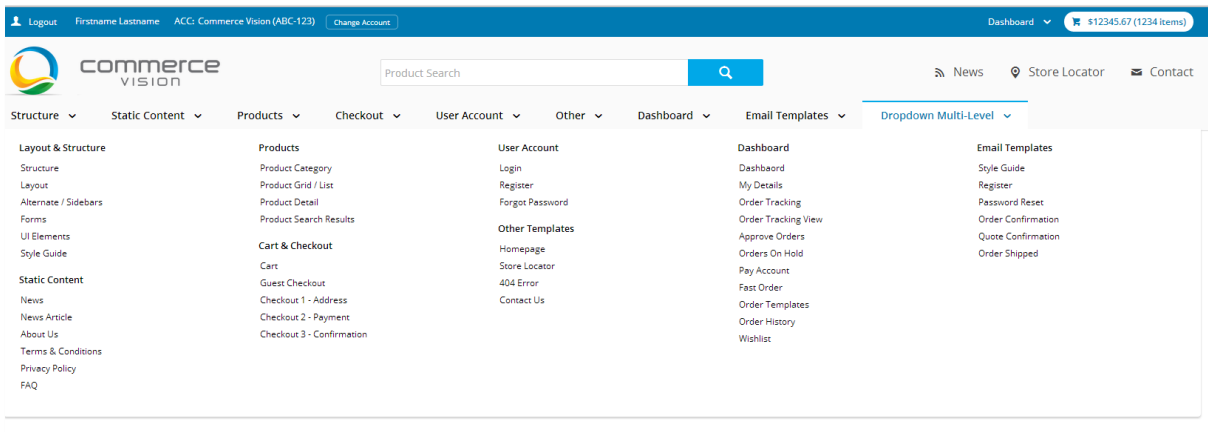 Logout Firstname Lastname ACC: Commerce Vision (ABC-123) Change Account Dashboard $12345.67 (1234 items)
commerce
VISION
Product Search
News Store Locator Contact
Structure Static Content Products Checkout User Account Other Dashboard Email Templates Dropdown Multi-Level
Layout & Structure
Structure
Layout
Alternate / Sidebars
Forms
UI Elements
Style Guide
Static Content
News
News Article
About Us
Terms & Conditions
Privacy Policy
FAQ
Products
Product Category
Product Grid / List
Product Detail
Product Search Results
Cart & Checkout
Cart
Guest Checkout
Checkout 1 - Address
Checkout 2 - Payment
Checkout 3 - Confirmation
User Account
Login
Register
Forgot Password
Other Templates
Homepage
Store Locator
404 Error
Contact Us
Dashboard
Dashbaord
My Details
Order Tracking
Order Tracking View
Approve Orders
Orders On Hold
Pay Account
Fast Order
Order Templates
Order History
Wishlist
Email Templates
Style Guide
Register
Password Reset
Order Confirmation
Quote Confirmation
Order Shipped